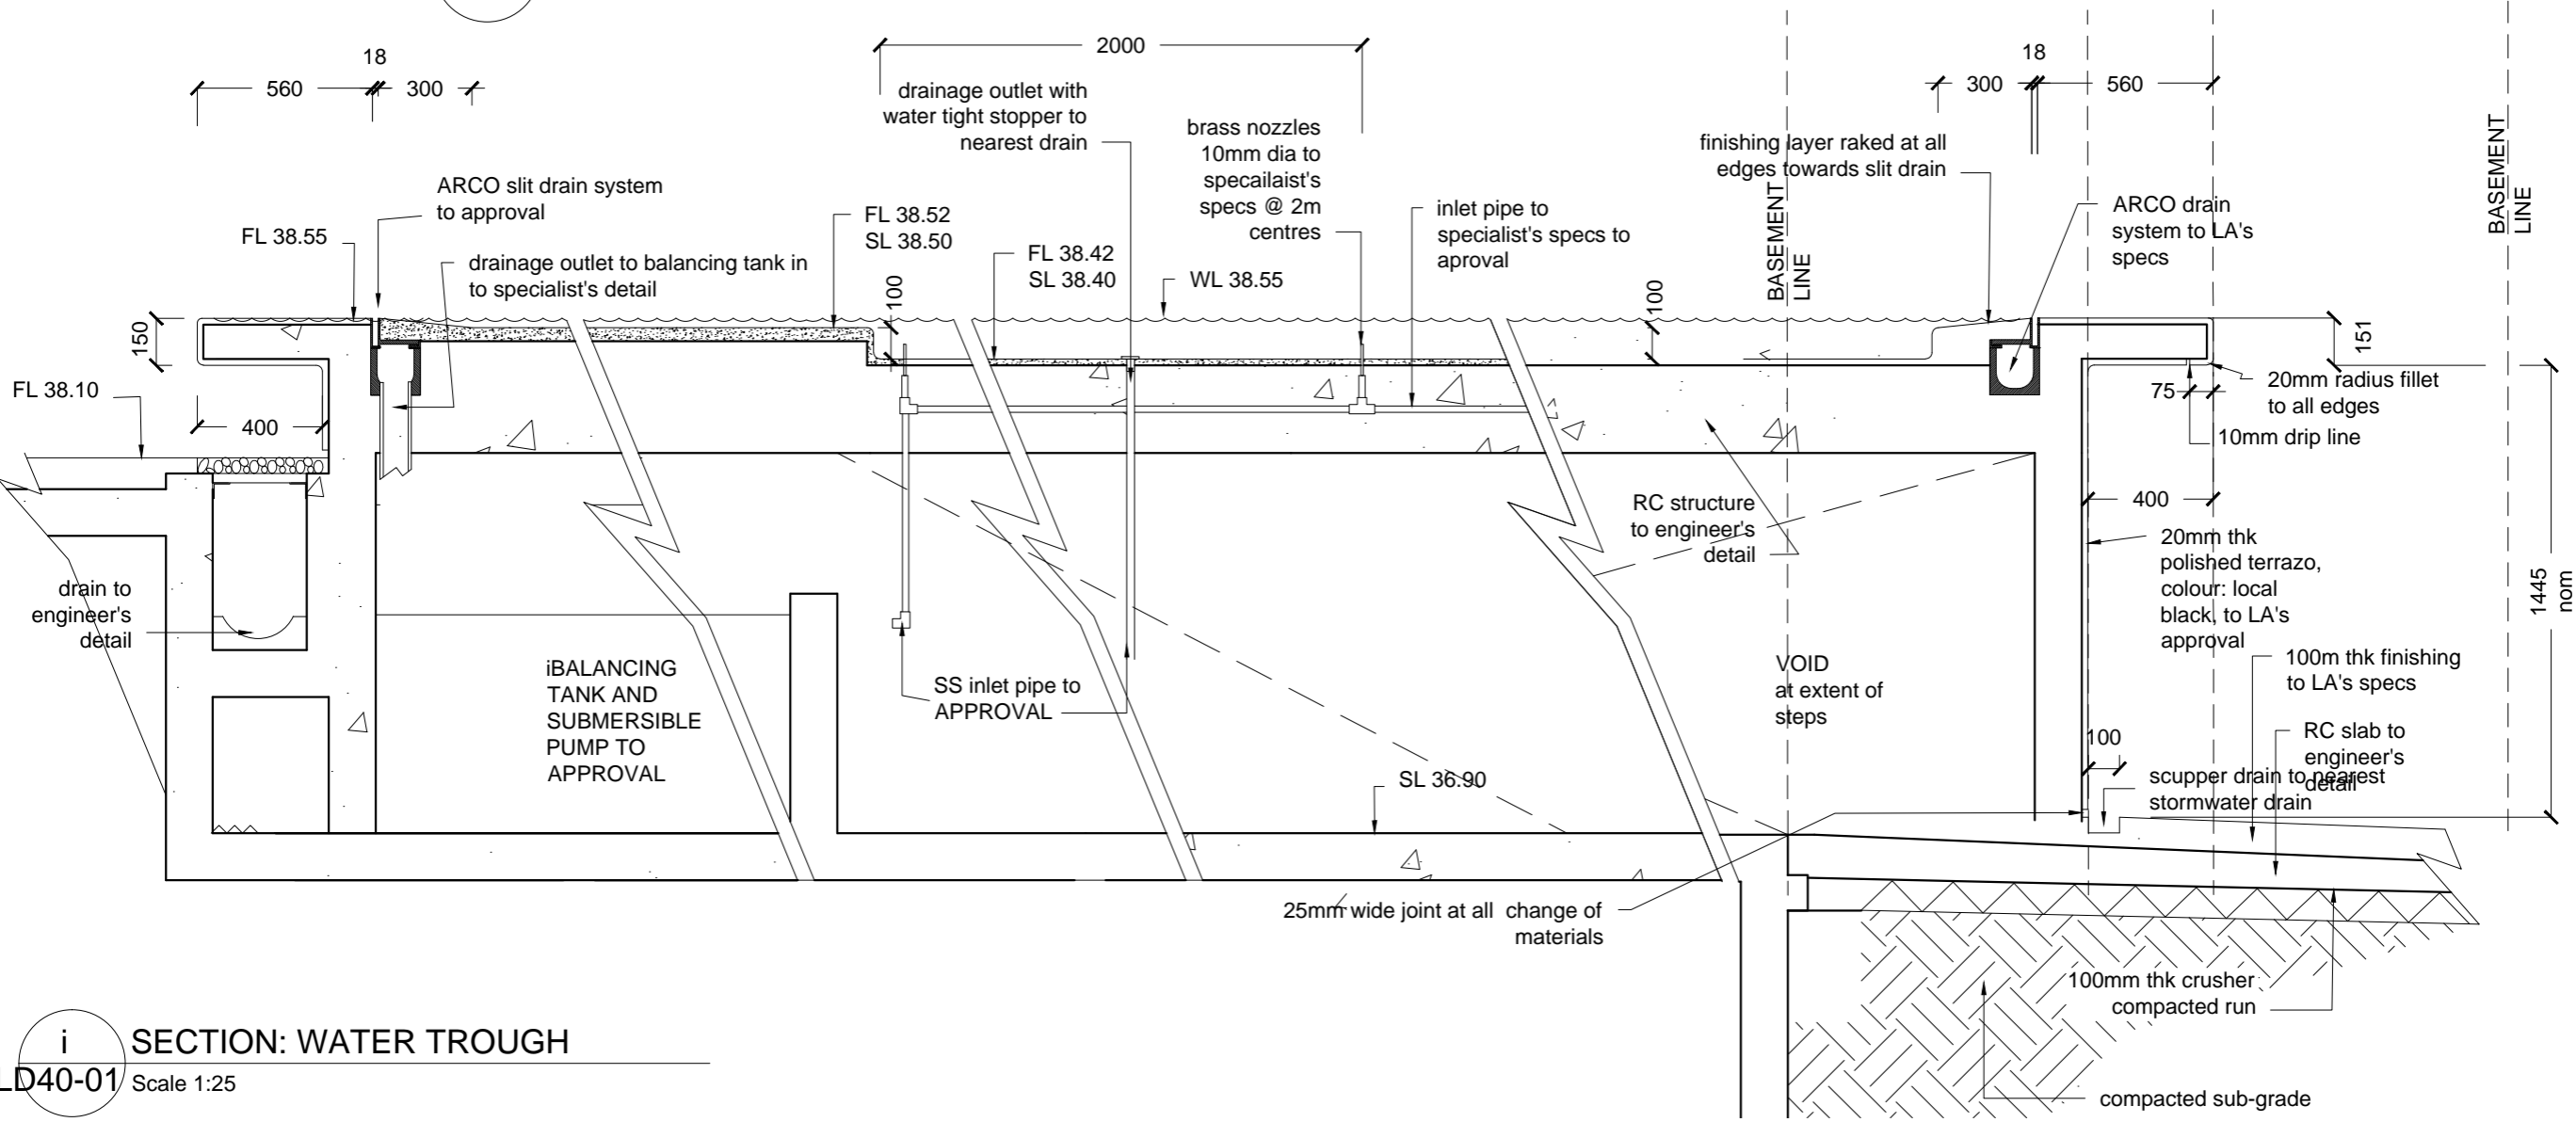 18
560
300
2000
18
300
560
drainage outlet with
water tight stopper to
nearest drain
brass nozzles
10mm dia to
specailaist's
specs @ 2m
centres
finishing layer raked at all
edges towards slit drain
BASEMENT
LINE
BASEMENT
LINE
ARCO slit drain system
to approval
FL 38.55
drainage outlet to balancing tank in
to specialist's detail
FL 38.52
SL 38.50
FL 38.42
SL 38.40
WL 38.55
inlet pipe to
specialist's specs to
aproval
ARCO drain
system to LA's
specs
100
100
150
151
FL 38.10
400
75
20mm radius fillet
to all edges
10mm drip line
400
RC structure
to engineer's
detail
20mm thk
polished terrazo,
colour: local
black, to LA's
approval
1445
nom
drain to
engineer's
detail
iBALANCING
TANK AND
SUBMERSIBLE
PUMP TO
APPROVAL
SS inlet pipe to
APPROVAL
VOID
at extent of
steps
100m thk finishing
to LA's specs
RC slab to
engineer's
detail
100
scupper drain to nearest
stormwater drain
SL 36.90
25mm wide joint at all change of
materials
100mm thk crusher
compacted run
compacted sub-grade
i
SECTION: WATER TROUGH
LD40-01
Scale 1:25